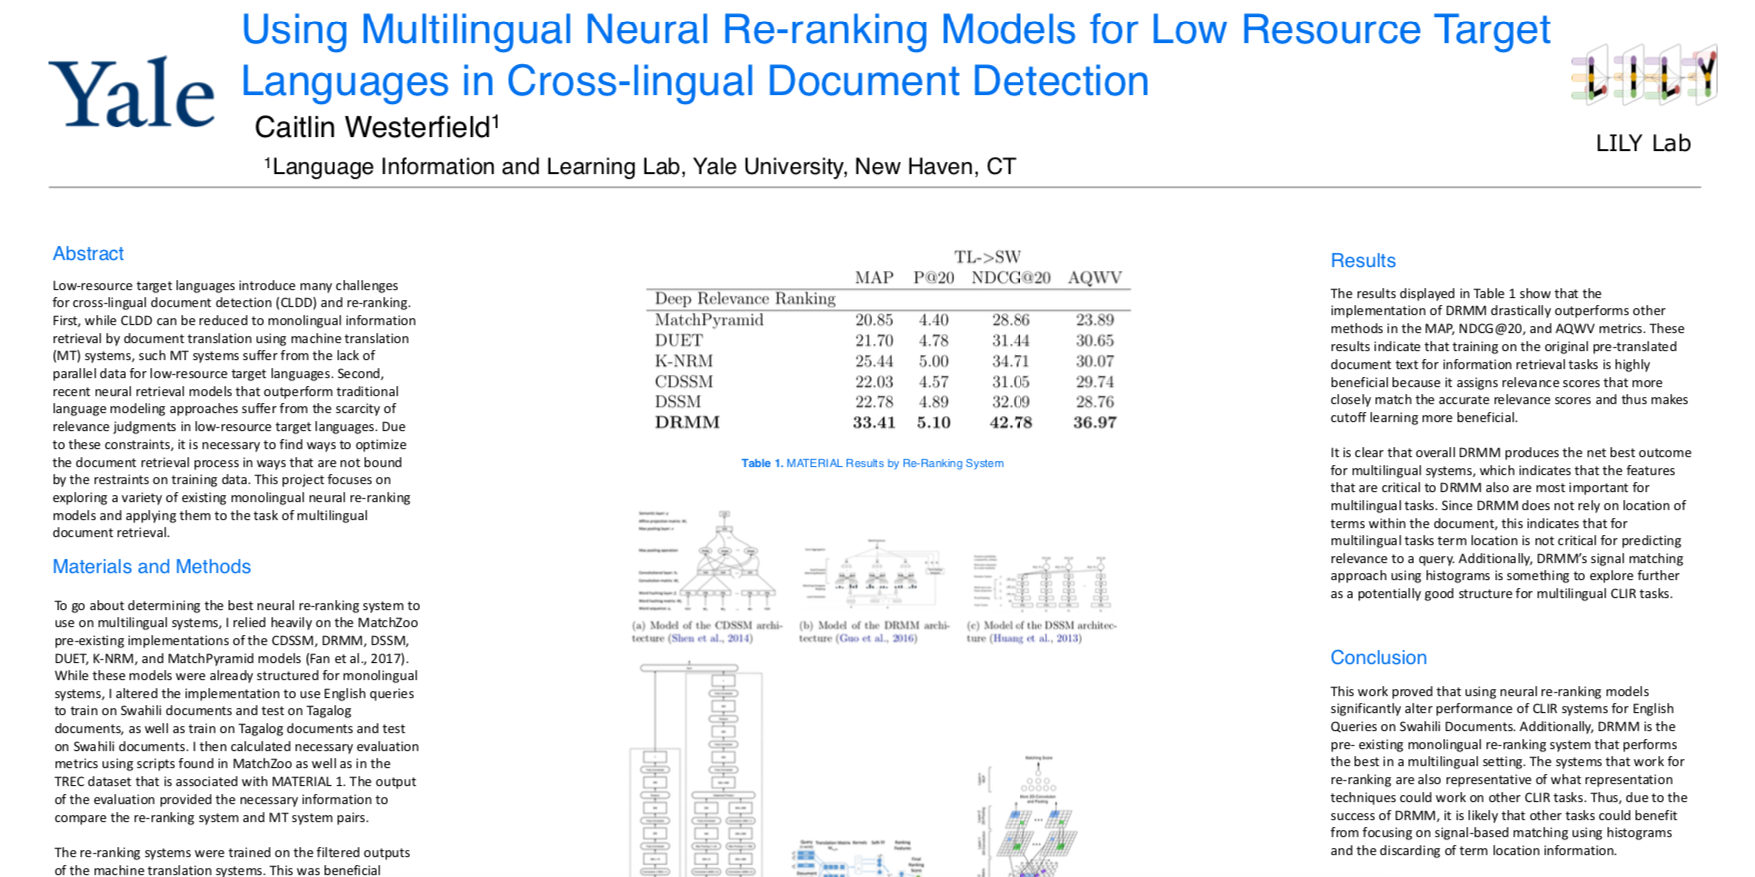 Using Multilingual Neural Re-ranking Models for Low Resource Target
Languages in Cross-lingual Document Detection
Yale
Caitlin Westerfield¹
¹Language Information and Learning Lab, Yale University, New Haven, CT
LILY
LILY Lab
Abstract
Low-resource target languages introduce many challenges
for cross-lingual document detection (CLDD) and re-ranking.
First, while CLDD can be reduced to monolingual information
retrieval by document translation using machine translation
(MT) systems, such MT systems suffer from the lack of
parallel data for low-resource target languages. Second,
recent neural retrieval models that outperform traditional
language modeling approaches suffer from the scarcity of
relevance judgments in low-resource target languages. Due
to these constraints, it is necessary to find ways to optimize
the document retrieval process in ways that are not bound
by the restraints on training data. This project focuses on
exploring a variety of existing monolingual neural re-ranking
models and applying them to the task of multilingual
document retrieval.
Materials and Methods
To go about determining the best neural re-ranking system to
use on multilingual systems, I relied heavily on the MatchZoo
pre-existing implementations of the CDSSM, DRMM, DSSM,
DUET, K-NRM, and MatchPyramid models (Fan et al., 2017).
While these models were already structured for monolingual
systems, I altered the implementation to use English queries
to train on Swahili documents and test on Tagalog
documents, as well as train on Tagalog documents and test
on Swahili documents. I then calculated necessary evaluation
metrics using scripts found in MatchZoo as well as in the
TREC dataset that is associated with MATERIAL 1. The output
of the evaluation provided the necessary information to
compare the re-ranking system and MT system pairs.
The re-ranking systems were trained on the filtered outputs
of the machine translation systems. This was beneficial
TL->SW
MAP P@20 NDCG@20 AQWV
Deep Relevance Ranking
MatchPyramid 20.85 4.40 28.86 23.89
DUET 21.70 4.78 31.44 30.65
K-NRM 25.44 5.00 34.71 30.07
CDSSM 22.03 4.57 31.05 29.74
DSSM 22.78 4.89 32.09 28.76
DRMM 33.41 5.10 42.78 36.97
Table 1. MATERIAL Results by Re-Ranking System
(a) Model of the CDSSM archi-
tecture (Shen et al., 2014)
(b) Model of the DRMM archi-
tecture (Guo et al., 2016)
(c) Model of the DSSM architec-
ture (Huang et al., 2013)
Results
The results displayed in Table 1 show that the
implementation of DRMM drastically outperforms other
methods in the MAP, NDCG@20, and AQWV metrics. These
results indicate that training on the original pre-translated
document text for information retrieval tasks is highly
beneficial because it assigns relevance scores that more
closely match the accurate relevance scores and thus makes
cutoff learning more beneficial.
It is clear that overall DRMM produces the net best outcome
for multilingual systems, which indicates that the features
that are critical to DRMM also are most important for
multilingual tasks. Since DRMM does not rely on location of
terms within the document, this indicates that for
multilingual tasks term location is not critical for predicting
relevance to a query. Additionally, DRMM's signal matching
approach using histograms is something to explore further
as a potentially good structure for multilingual CLIR tasks.
Conclusion
This work proved that using neural re-ranking models
significantly alter performance of CLIR systems for English
Queries on Swahili Documents. Additionally, DRMM is the
pre- existing monolingual re-ranking system that performs
the best in a multilingual setting. The systems that work for
re-ranking are also representative of what representation
techniques could work on other CLIR tasks. Thus, due to the
success of DRMM, it is likely that other tasks could benefit
from focusing on signal-based matching using histograms
and the discarding of term location information.